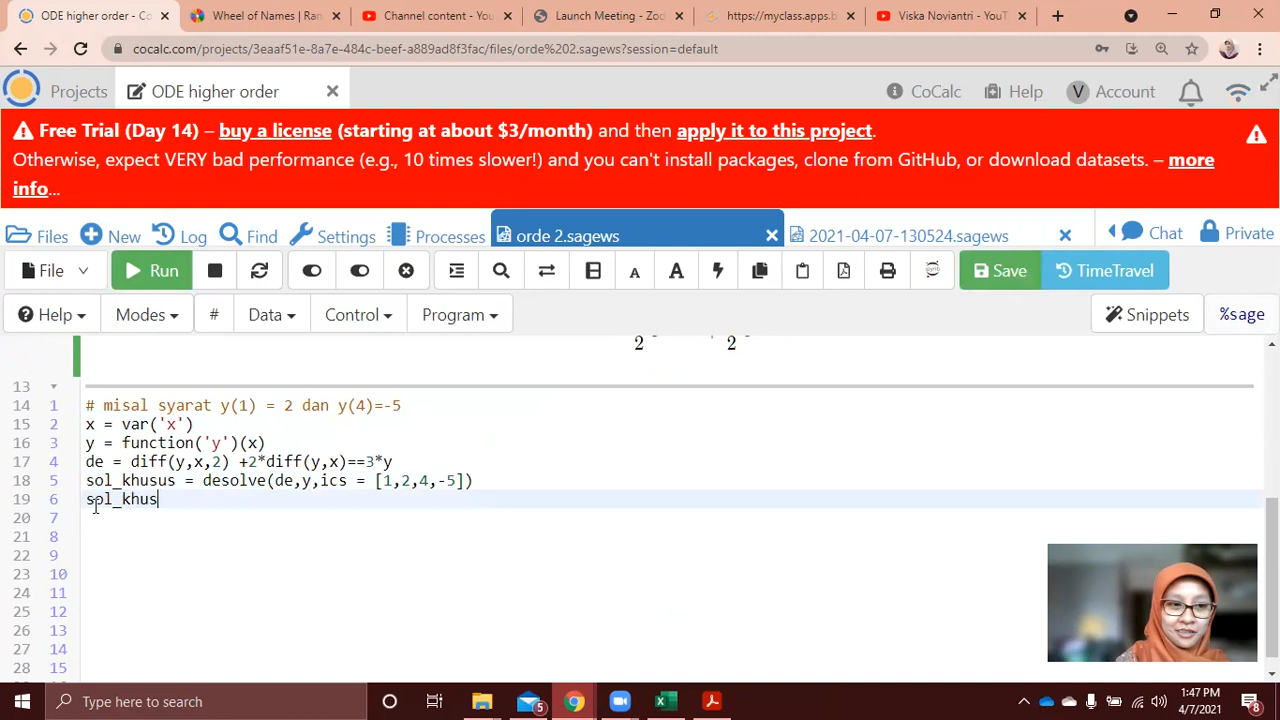 ODE higher order - Co
Wheel of Names | Ran
Channel content - You
Launch Meeting - Zoo
https://myclass.apps.b
Viska Noviantri - YouT
cocalc.com/projects/3eaaf51e-8a7e-484c-beef-a889ad8f3fac/files/orde%202.sagews?session=default
Projects
ODE higher order
CoCalc
Help
V Account
Free Trial (Day 14) – buy a license (starting at about $3/month) and then apply it to this project.
Otherwise, expect VERY bad performance (e.g., 10 times slower!) and you can't install packages, clone from GitHub, or download datasets. – more
info...
Files
New
Log
Find
Settings
Processes
orde 2.sagews
2021-04-07-130524.sagews
Chat
Private
File
Run
A
A
Save
TimeTravel
Help
Modes
#
Data
Control
Program
Snippets
%sage
2
2
13
14 1 # misal syarat y(1) = 2 dan y(4)=-5
15 2 x = var('x')
16 3 y = function('y')(x)
17 4 de = diff(y,x,2) +2*diff(y,x)==3*y
18 5 sol_khusus = desolve(de,y,ics = [1,2,4,-5])
19 6 sol_khus
20 7
21 8
22 9
23 10
24 11
25 12
26 13
27 14
28 15
Type here to search
5
1:47 PM
4/7/2021
8